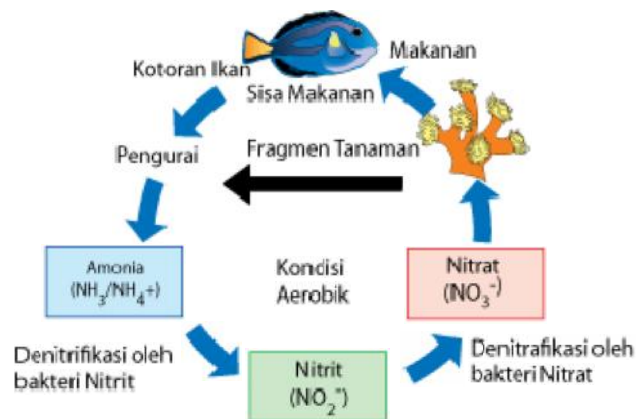 Makanan
Kotoran Ikan
Sisa Makanan
Pengurai
Fragmen Tanaman
Amonia
(NH₃/NH₄+)
Kondisi
Aerobik
Nitrat
(NO₃⁻)
Denitrifikasi oleh
bakteri Nitrit
Nitrit
(NO₂⁻)
Denitrafikasi oleh
bakteri Nitrat